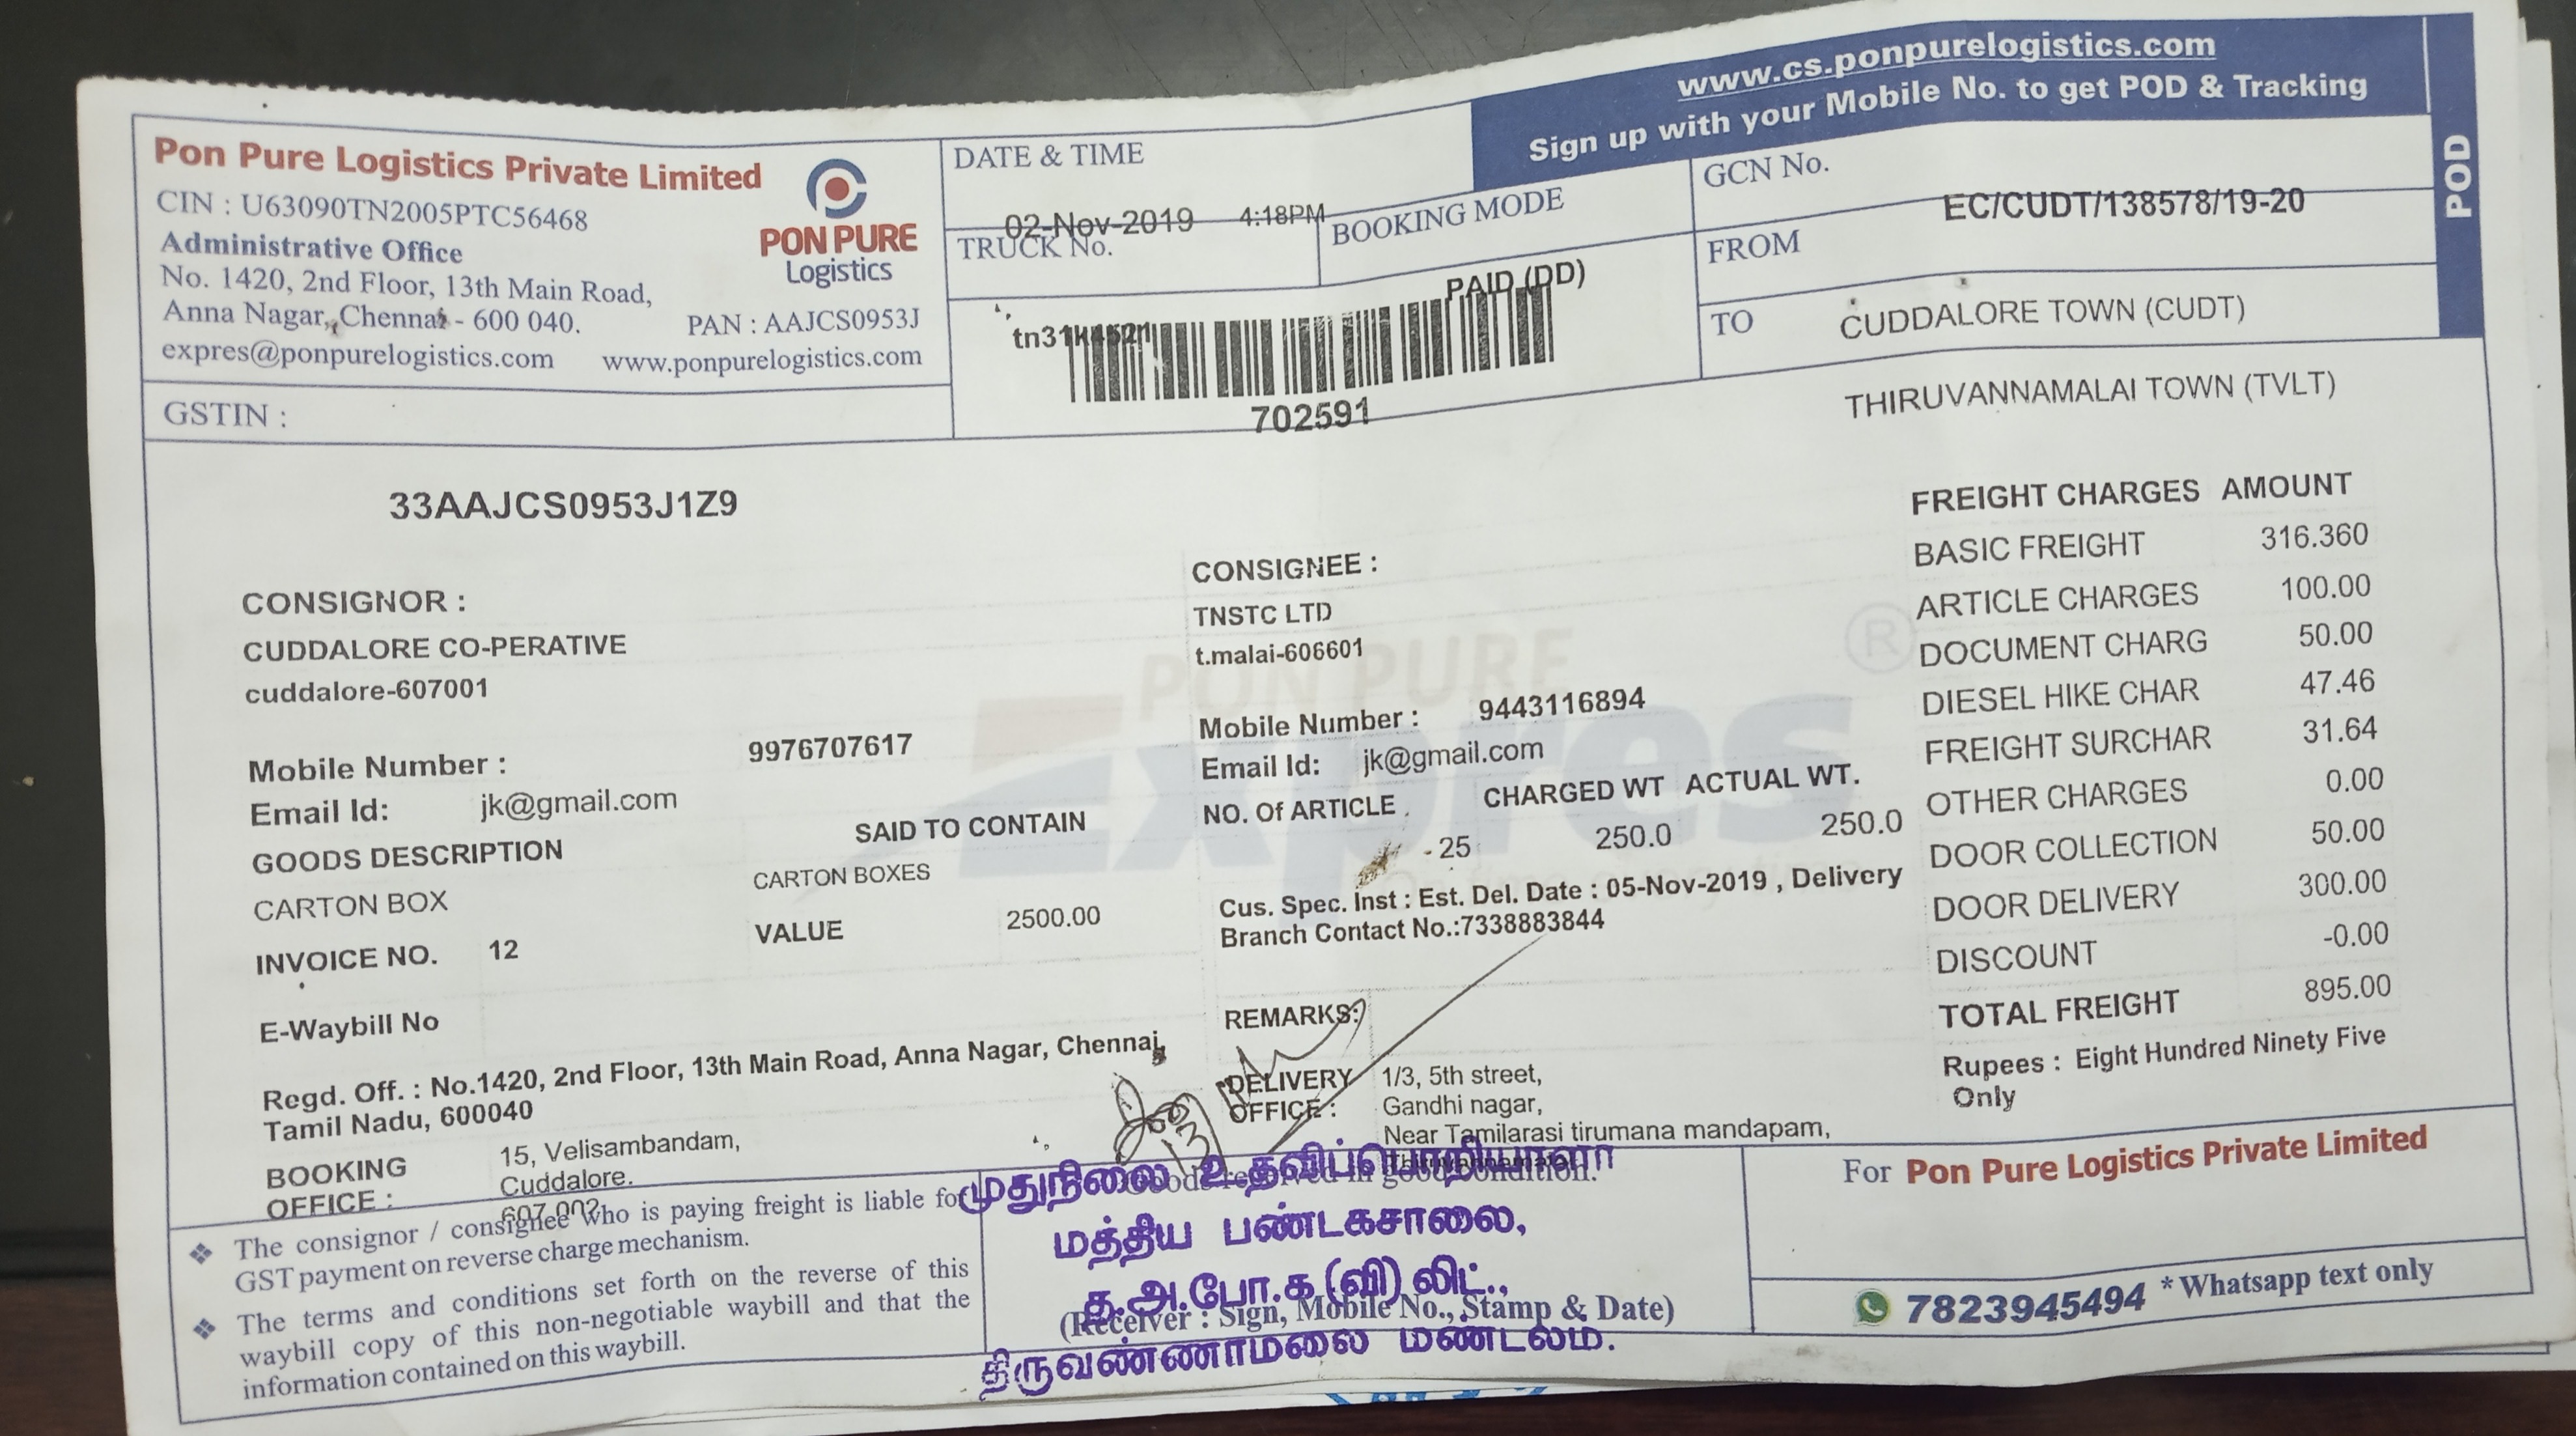 www.cs.ponpurelogistics.com
Sign up with your Mobile No. to get POD & Tracking
POD
Pon Pure Logistics Private Limited
CIN : U63090TN2005PTC56468
Administrative Office
No. 1420, 2nd Floor, 13th Main Road,
Anna Nagar, Chennai - 600 040.
PAN : AAJCS0953J
expres@ponpurelogistics.com www.ponpurelogistics.com
PON PURE
Logistics
GSTIN :
33AAJCS0953J1Z9
DATE & TIME
02-Nov-2019 4:18PM
TRUCK No.
tn31k4521
BOOKING MODE
PAID (DD)
702591
GCN No.
EC/CUDT/138578/19-20
FROM
CUDDALORE TOWN (CUDT)
TO
THIRUVANNAMALAI TOWN (TVLT)
CONSIGNOR :
CUDDALORE CO-PERATIVE
cuddalore-607001
Mobile Number : 9976707617
Email Id: jk@gmail.com
GOODS DESCRIPTION SAID TO CONTAIN
CARTON BOX CARTON BOXES
INVOICE NO. 12 VALUE 2500.00
E-Waybill No
Regd. Off. : No.1420, 2nd Floor, 13th Main Road, Anna Nagar, Chennai,
Tamil Nadu, 600040
BOOKING OFFICE :
15, Velisambandam,
Cuddalore.
607 002
CONSIGNEE :
TNSTC LTD
t.malai-606601
Mobile Number : 9443116894
Email Id: jk@gmail.com
NO. Of ARTICLE CHARGED WT ACTUAL WT.
25 250.0 250.0
Cus. Spec. Inst : Est. Del. Date : 05-Nov-2019 , Delivery
Branch Contact No.:7338883844
REMARKS:
DELIVERY OFFICE :
1/3, 5th street,
Gandhi nagar,
Near Tamilarasi tirumana mandapam,
PON PURE
Expres
®
FREIGHT CHARGES AMOUNT
BASIC FREIGHT 316.360
ARTICLE CHARGES 100.00
DOCUMENT CHARG 50.00
DIESEL HIKE CHAR 47.46
FREIGHT SURCHAR 31.64
OTHER CHARGES 0.00
DOOR COLLECTION 50.00
DOOR DELIVERY 300.00
DISCOUNT -0.00
TOTAL FREIGHT 895.00
Rupees : Eight Hundred Ninety Five
Only
The consignor / consignee who is paying freight is liable for
GST payment on reverse charge mechanism.
The terms and conditions set forth on the reverse of this
waybill copy of this non-negotiable waybill and that the
information contained on this waybill.
Goods received in good condition.
முதுநிலை உதவிப்பொறியாளர்
மத்திய பண்டகசாலை,
த.அ.போ.க (வி) லிட்.,
(Receiver : Sign, Mobile No., Stamp & Date)
திருவண்ணாமலை மண்டலம்.
For Pon Pure Logistics Private Limited
7823945494 * Whatsapp text only